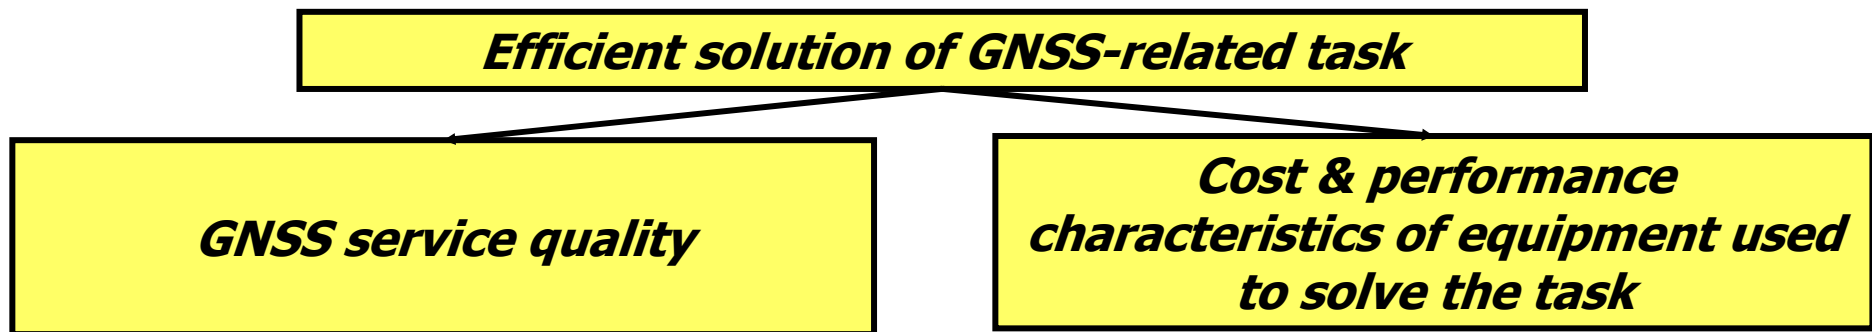 Efficient solution of GNSS-related task
GNSS service quality
Cost & performance
characteristics of equipment used
to solve the task